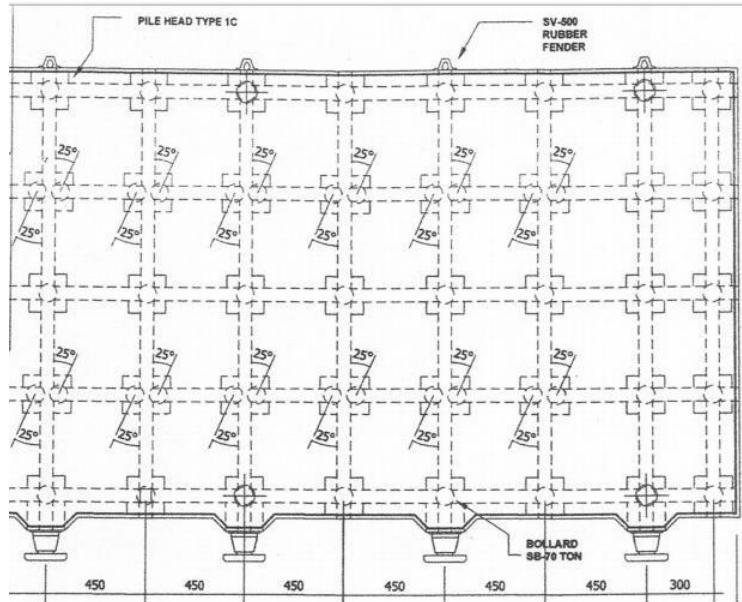 PILE HEAD TYPE 1C
SV-500
RUBBER
FENDER
25° 25° 25° 25° 25° 25°
25° 25° 25° 25° 25° 25°
25° 25° 25° 25° 25° 25°
25° 25° 25° 25° 25° 25°
BOLLARD
SB-70 TON
450 450 450 450 450 450 300